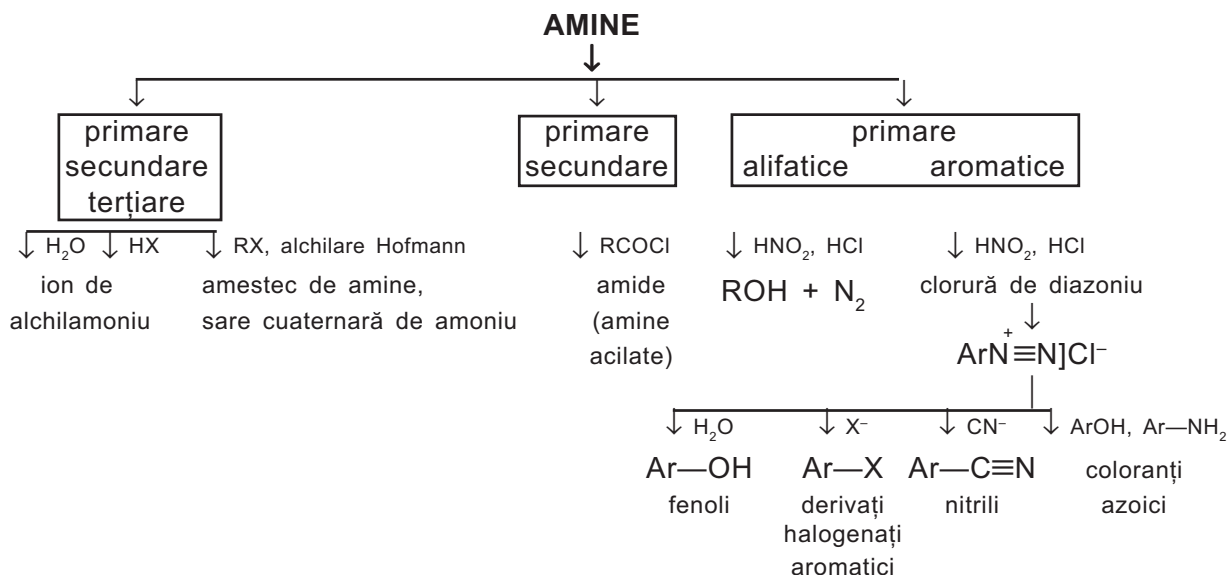 AMINE
primare
secundare
terțiare
primare
secundare
primare
alifatice aromatice
H₂O HX RX, alchilare Hofmann
ion de
alchilamoniu
amestec de amine,
sare cuaternară de amoniu
RCOCl
amide
(amine
acilate)
HNO₂, HCl
ROH + N₂
HNO₂, HCl
clorură de diazoniu
ArN⁺≡N]Cl⁻
H₂O
Ar—OH
fenoli
X⁻
Ar—X
derivați
halogenați
aromatici
CN⁻
Ar—C≡N
nitrili
ArOH, Ar—NH₂
coloranți
azoici